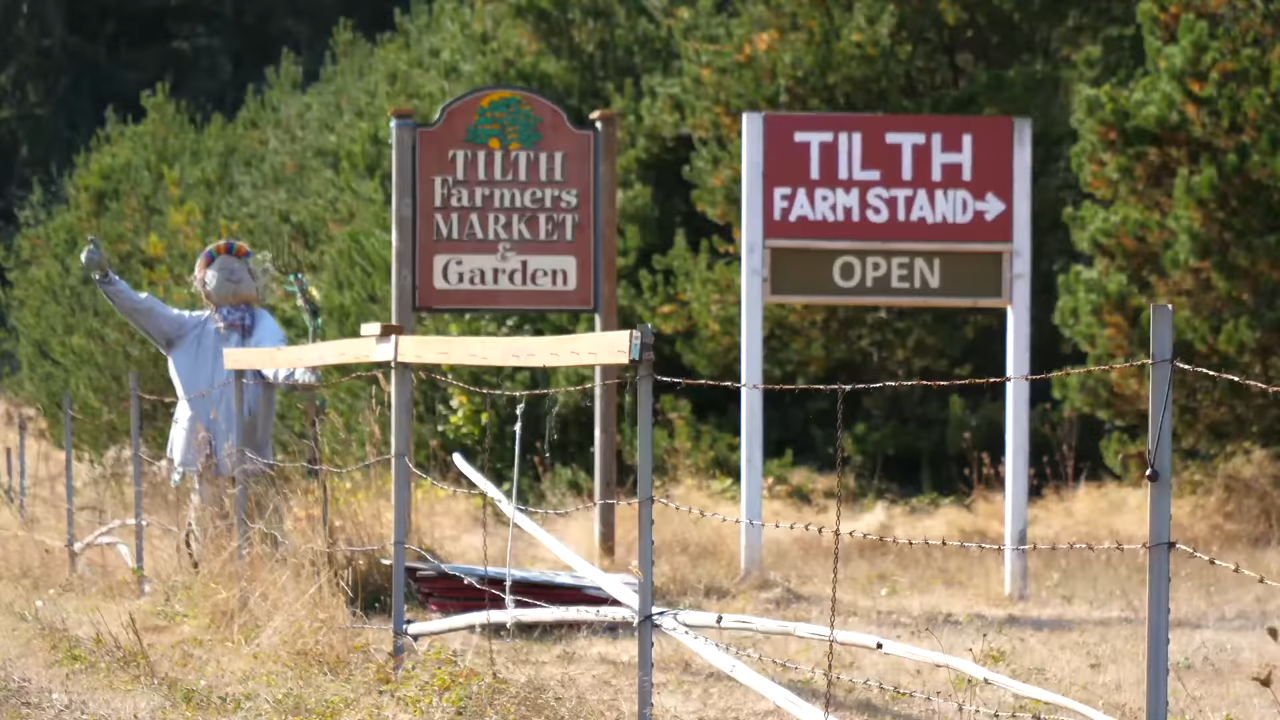 TILTH
Farmers
MARKET
&
Garden
TILTH
FARM STAND→
OPEN